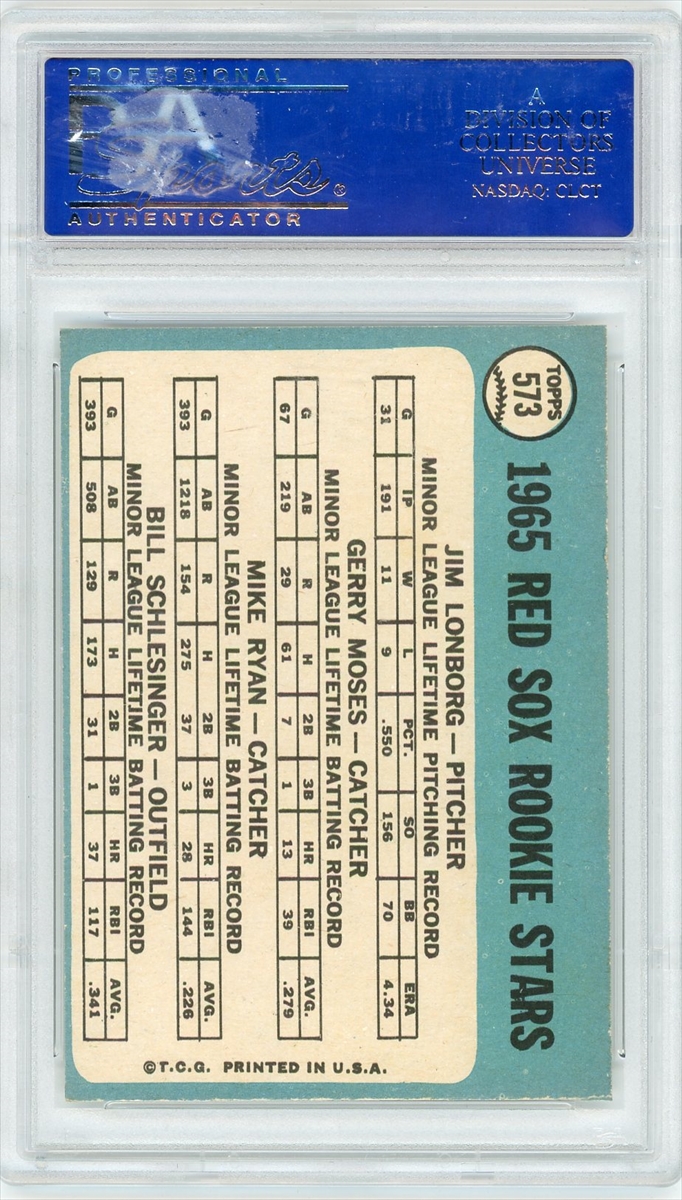 PROFESSIONAL
Sports®
AUTHENTICATOR
A
DIVISION OF
COLLECTORS
UNIVERSE
NASDAQ: CLCT
TOPPS
573
1965 RED SOX ROOKIE STARS
JIM LONBORG — PITCHER
MINOR LEAGUE LIFETIME PITCHING RECORD
G IP W L PCT. SO BB ERA
31 191 11 9 .550 156 70 4.34
GERRY MOSES — CATCHER
MINOR LEAGUE LIFETIME BATTING RECORD
G AB R H 2B 3B HR RBI AVG.
67 219 29 61 7 1 13 39 .279
MIKE RYAN — CATCHER
MINOR LEAGUE LIFETIME BATTING RECORD
G AB R H 2B 3B HR RBI AVG.
393 1218 154 275 37 3 28 144 .226
BILL SCHLESINGER — OUTFIELD
MINOR LEAGUE LIFETIME BATTING RECORD
G AB R H 2B 3B HR RBI AVG.
393 508 129 173 31 1 37 117 .341
©T.C.G. PRINTED IN U.S.A.